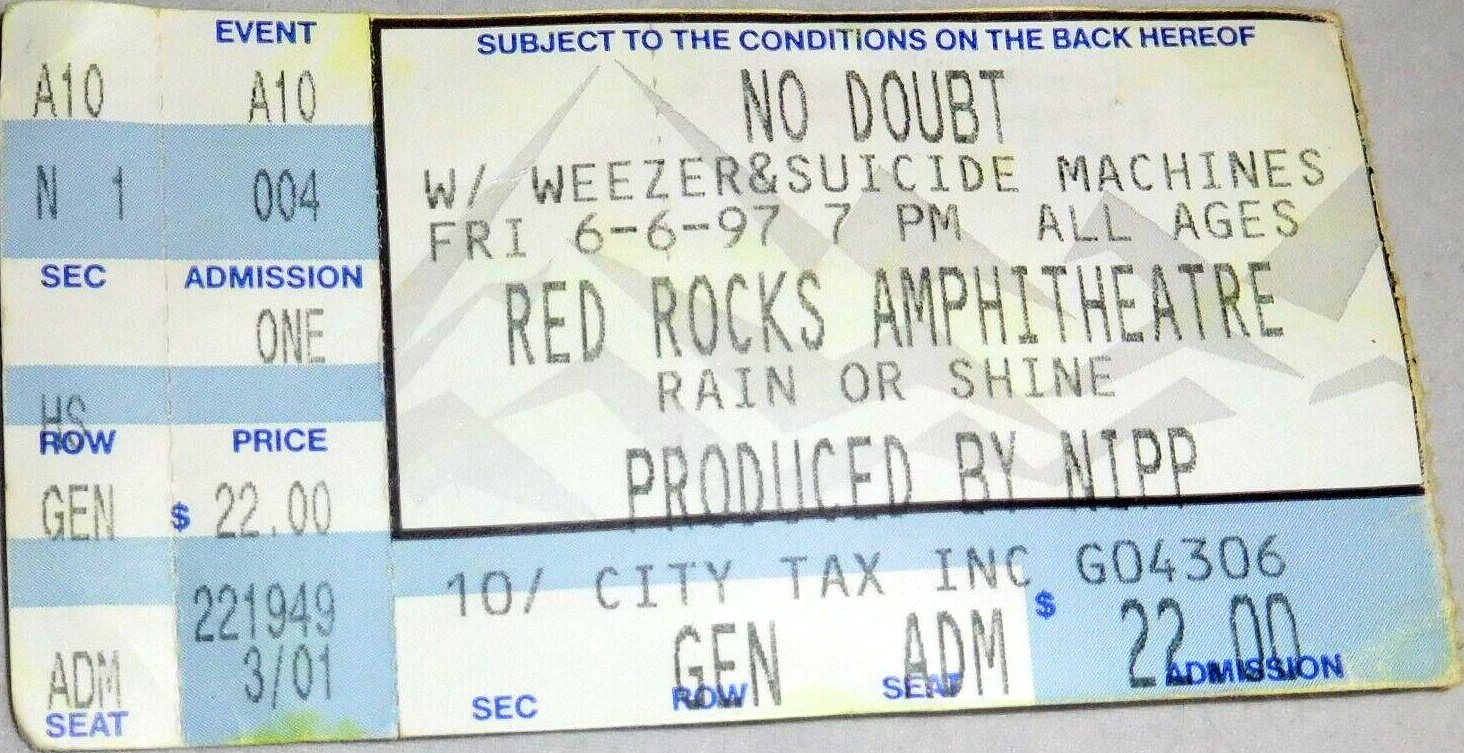 EVENT
A10 A10
N 1 004
SEC ADMISSION
ONE
HS
ROW PRICE
GEN $ 22.00
221949
ADM 3/01
SEAT
SUBJECT TO THE CONDITIONS ON THE BACK HEREOF
NO DOUBT
W/ WEEZER&SUICIDE MACHINES
FRI 6-6-97 7 PM ALL AGES
RED ROCKS AMPHITHEATRE
RAIN OR SHINE
PRODUCED BY NIPP
10/ CITY TAX INC G04306
GEN ADM $ 22.00
SEC ROW SEAT ADMISSION